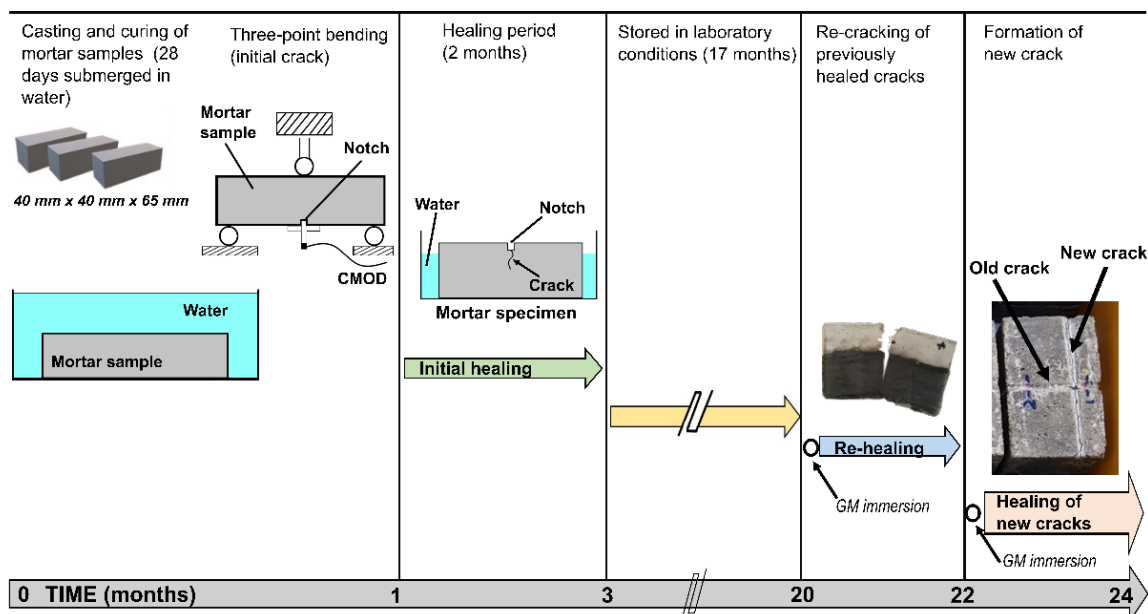 Casting and curing of
mortar samples (28
days submerged in
water)
40 mm x 40 mm x 65 mm
Water
Mortar sample
Three-point bending
(initial crack)
Mortar
sample
Notch
CMOD
Healing period
(2 months)
Water
Notch
Crack
Mortar specimen
Initial healing
Stored in laboratory
conditions (17 months)
Re-cracking of
previously
healed cracks
Re-healing
GM immersion
Formation of
new crack
New crack
Old crack
Healing of
new cracks
GM immersion
0 TIME (months) 1 3 20 22 24